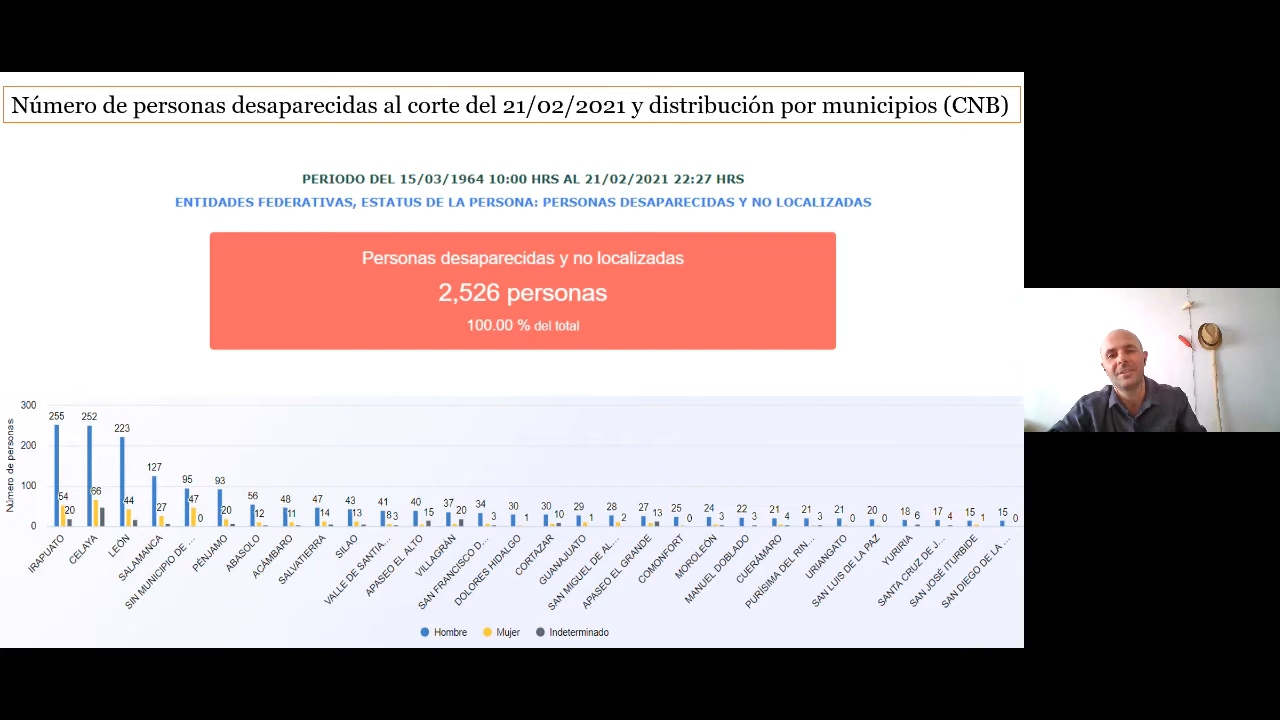 Número de personas desaparecidas al corte del 21/02/2021 y distribución por municipios (CNB)
PERIODO DEL 15/03/1964 10:00 HRS AL 21/02/2021 22:27 HRS
ENTIDADES FEDERATIVAS, ESTATUS DE LA PERSONA: PERSONAS DESAPARECIDAS Y NO LOCALIZADAS
Personas desaparecidas y no localizadas
2,526 personas
100.00 % del total
Número de personas
300
200
100
0
255 54 20
252 66
223 44
127 27
95 47 0
93 20
56 12
48 11
47 14
43 13
41 8 3
40 15
37 20
34 3
30 1
30 10
29 1
28 2
27 13
25 0
24 3
22 3
21 4
21 3
21 0
20 0
18 6
17 4
15 1
15 0
IRAPUATO
CELAYA
LEÓN
SALAMANCA
SIN MUNICIPIO DE ...
PÉNJAMO
ABASOLO
ACÁMBARO
SALVATIERRA
SILAO
VALLE DE SANTIA...
APASEO EL ALTO
VILLAGRÁN
SAN FRANCISCO D...
DOLORES HIDALGO
CORTAZAR
GUANAJUATO
SAN MIGUEL DE AL...
APASEO EL GRANDE
COMONFORT
MOROLEÓN
MANUEL DOBLADO
CUERÁMARO
PURÍSIMA DEL RIN...
URIANGATO
SAN LUIS DE LA PAZ
YURIRIA
SANTA CRUZ DE J...
SAN JOSÉ ITURBIDE
SAN DIEGO DE LA ...
Hombre Mujer Indeterminado